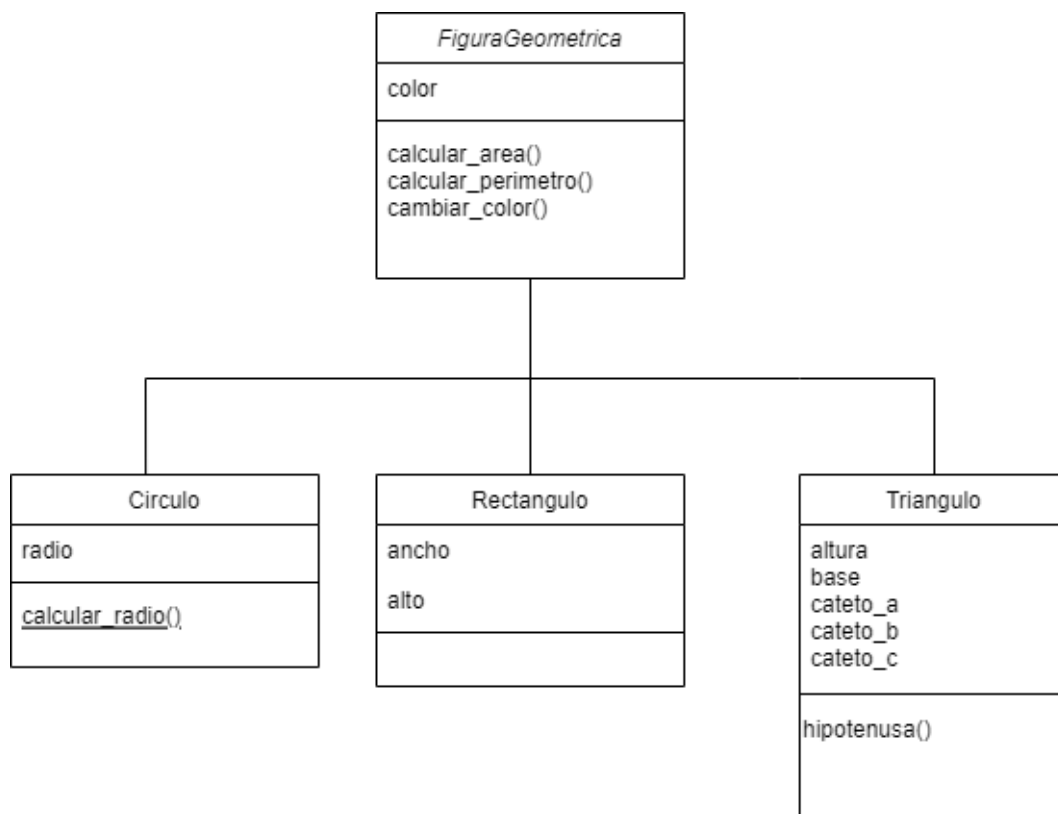 FiguraGeometrica
color
calcular_area()
calcular_perimetro()
cambiar_color()
Circulo
radio
calcular_radio()
Rectangulo
ancho
alto
Triangulo
altura
base
cateto_a
cateto_b
cateto_c
hipotenusa()